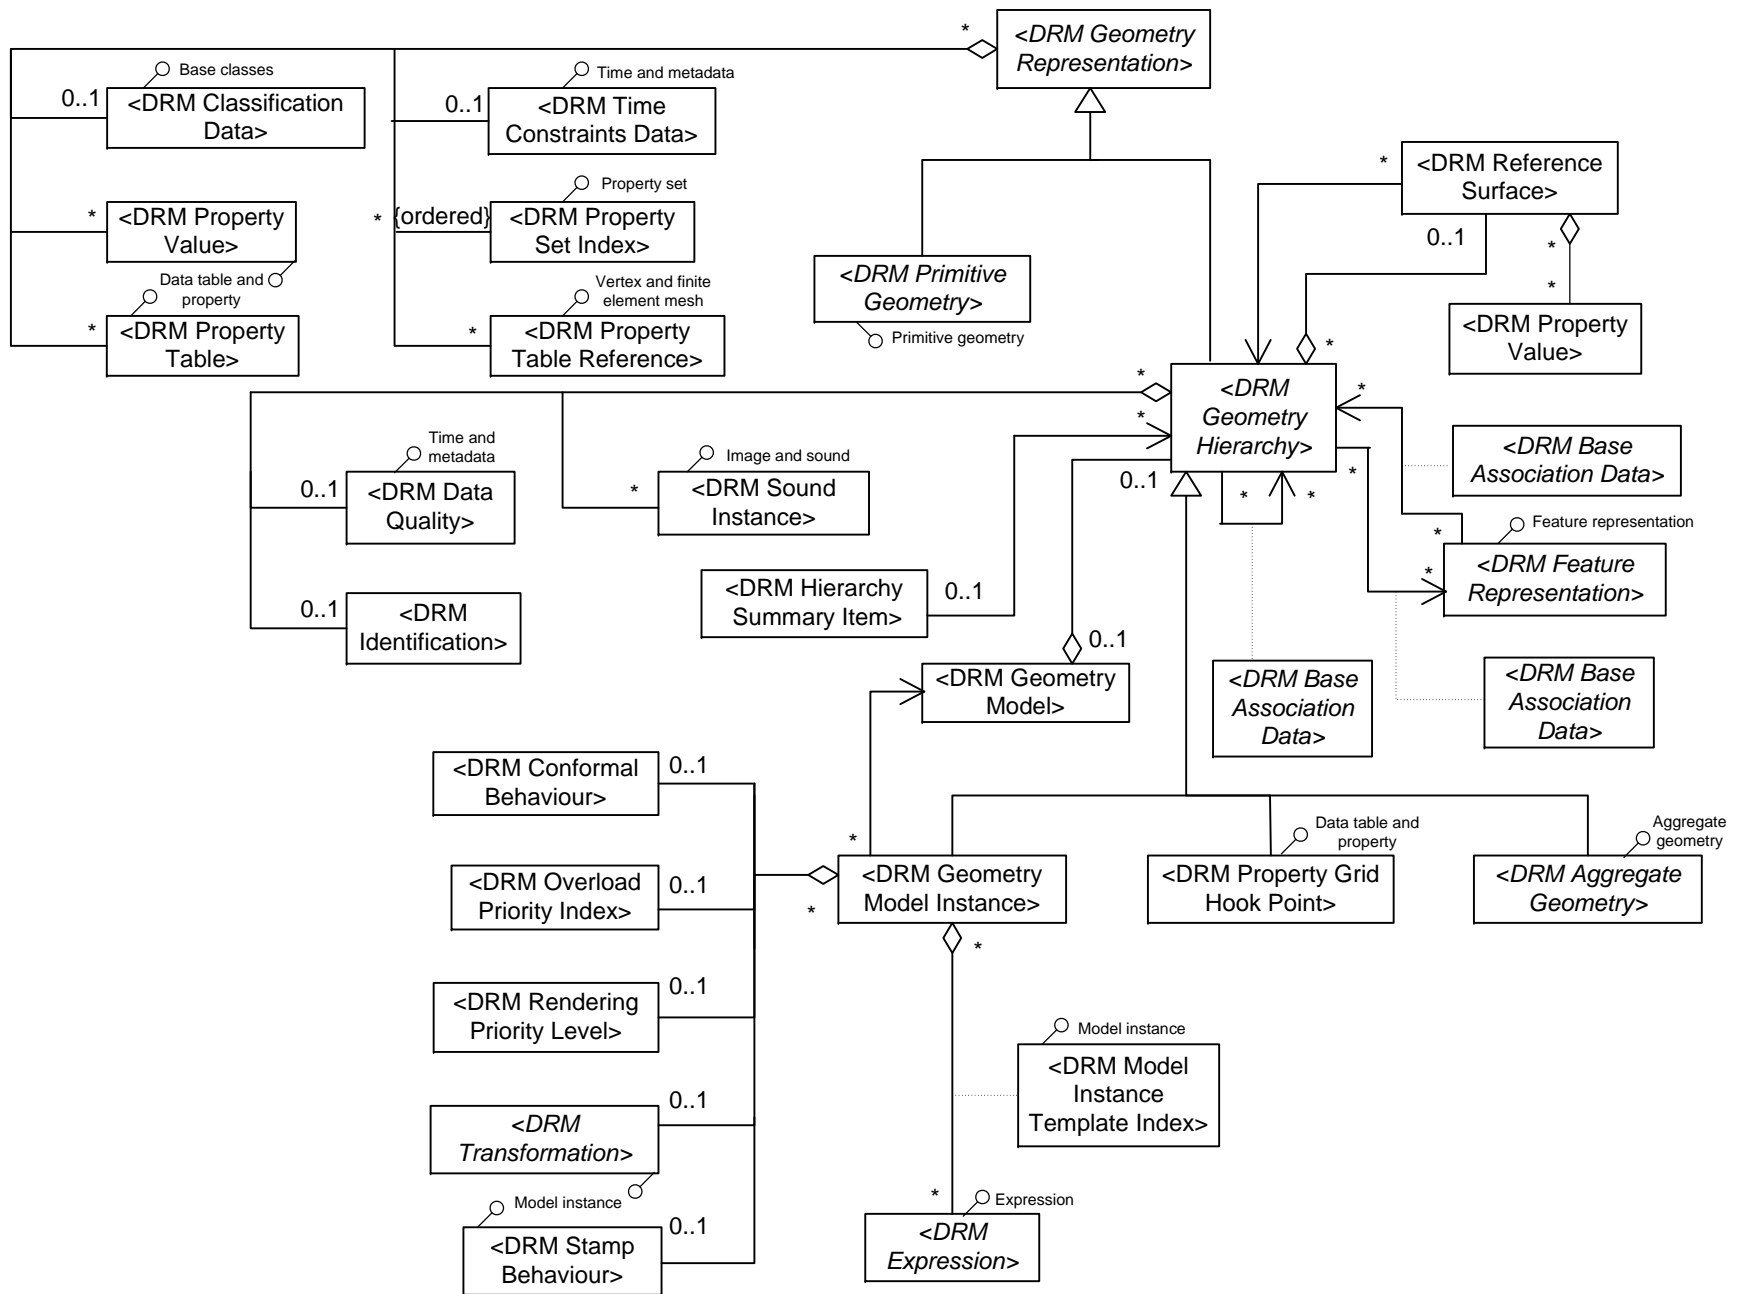 *
<DRM Geometry
Representation>
Base classes
0..1
<DRM Classification
Data>
Time and metadata
0..1
<DRM Time
Constraints Data>
*
<DRM Property
Value>
Property set
*
{ordered}
<DRM Property
Set Index>
Data table and
property
*
<DRM Property
Table>
Vertex and finite
element mesh
*
<DRM Property
Table Reference>
<DRM Primitive
Geometry>
Primitive geometry
*
<DRM Reference
Surface>
0..1
*
*
<DRM Property
Value>
*
*
*
*
<DRM
Geometry
Hierarchy>
0..1
*
*
*
<DRM Base
Association Data>
Time and
metadata
0..1
<DRM Data
Quality>
Image and sound
*
<DRM Sound
Instance>
*
Feature representation
*
<DRM Feature
Representation>
0..1
<DRM
Identification>
<DRM Hierarchy
Summary Item>
0..1
0..1
<DRM Geometry
Model>
<DRM Base
Association
Data>
<DRM Base
Association
Data>
<DRM Conformal
Behaviour>
0..1
*
<DRM Geometry
Model Instance>
*
*
Data table and
property
<DRM Property Grid
Hook Point>
Aggregate
geometry
<DRM Aggregate
Geometry>
<DRM Overload
Priority Index>
0..1
<DRM Rendering
Priority Level>
0..1
Model instance
<DRM Model
Instance
Template Index>
<DRM
Transformation>
0..1
Model instance
<DRM Stamp
Behaviour>
0..1
*
Expression
<DRM
Expression>